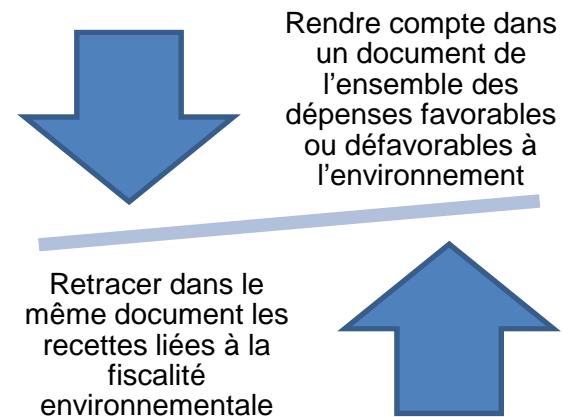 Rendre compte dans
un document de
l’ensemble des
dépenses favorables
ou défavorables à
l’environnement
Retracer dans le
même document les
recettes liées à la
fiscalité
environnementale